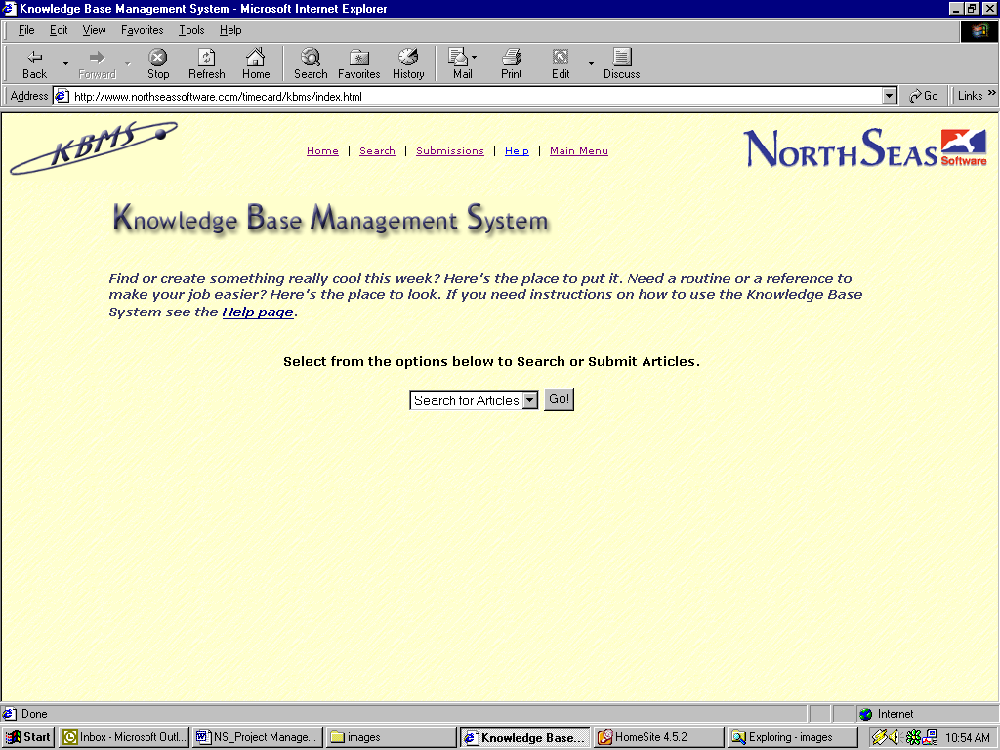 Knowledge Base Management System - Microsoft Internet Explorer
File Edit View Favorites Tools Help
Back Forward Stop Refresh Home Search Favorites History Mail Print Edit Discuss
Address http://www.northseassoftware.com/timecard/kbms/index.html Go Links »
KBMS
Home | Search | Submissions | Help | Main Menu
NORTHSEAS Software
Knowledge Base Management System
Find or create something really cool this week? Here's the place to put it. Need a routine or a reference to
make your job easier? Here's the place to look. If you need instructions on how to use the Knowledge Base
System see the Help page.
Select from the options below to Search or Submit Articles.
Search for Articles Go!
Done Internet
Start Inbox - Microsoft Outl... NS_Project Manage... images Knowledge Base... HomeSite 4.5.2 Exploring - images 10:54 AM